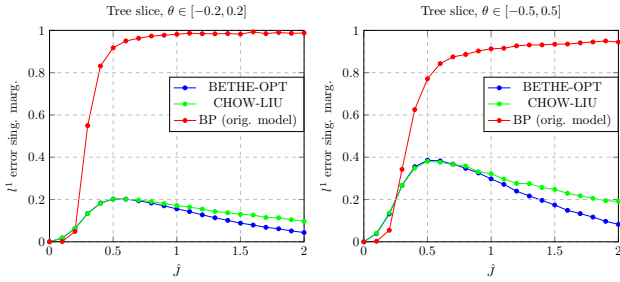 Tree slice, θ ∈ [−0.2, 0.2]
1
0.8
0.6
0.4
0.2
0
0 0.5 1 1.5 2
l¹ error sing. marg.
Ĵ
BETHE-OPT
CHOW-LIU
BP (orig. model)
Tree slice, θ ∈ [−0.5, 0.5]
1
0.8
0.6
0.4
0.2
0
0 0.5 1 1.5 2
l¹ error sing. marg.
Ĵ
BETHE-OPT
CHOW-LIU
BP (orig. model)